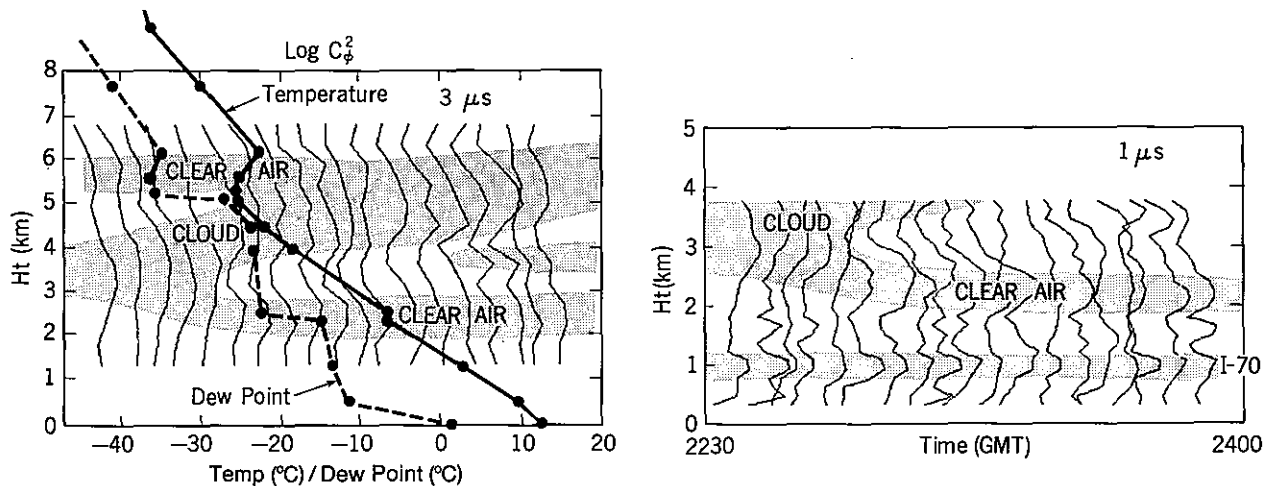 Log C²ϕ
8
7
6
5
4
3
2
1
0
Ht (km)
3 μs
Temperature
CLEAR AIR
CLOUD
CLEAR AIR
Dew Point
−40 −30 −20 −10 0 10 20
Temp (°C) / Dew Point (°C)
5
4
3
2
1
0
Ht (km)
1 μs
CLOUD
CLEAR AIR
I-70
2230 Time (GMT) 2400